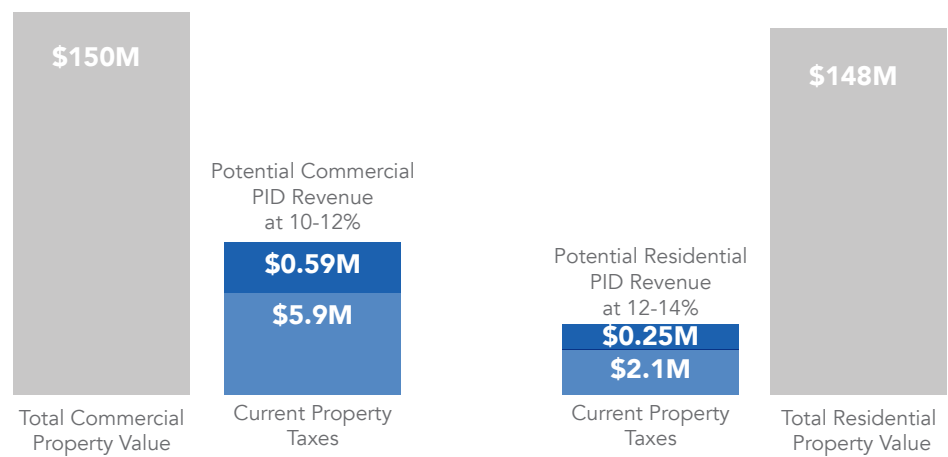 $150M
Total Commercial
Property Value
Potential Commercial
PID Revenue
at 10-12%
$0.59M
$5.9M
Current Property
Taxes
Potential Residential
PID Revenue
at 12-14%
$0.25M
$2.1M
Current Property
Taxes
$148M
Total Residential
Property Value